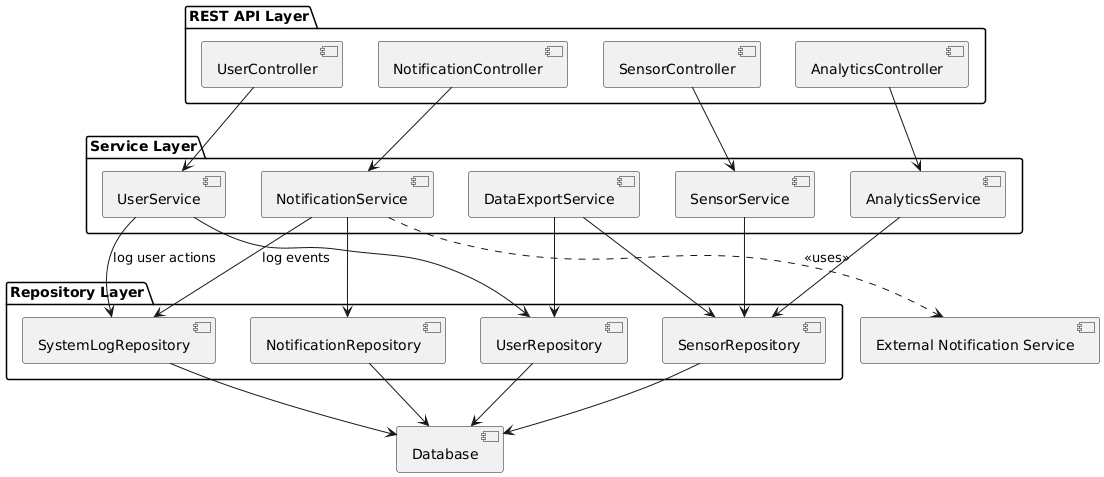 REST API Layer
UserController
NotificationController
SensorController
AnalyticsController
Service Layer
UserService
NotificationService
DataExportService
SensorService
AnalyticsService
log user actions
log events
«uses»
Repository Layer
SystemLogRepository
NotificationRepository
UserRepository
SensorRepository
External Notification Service
Database